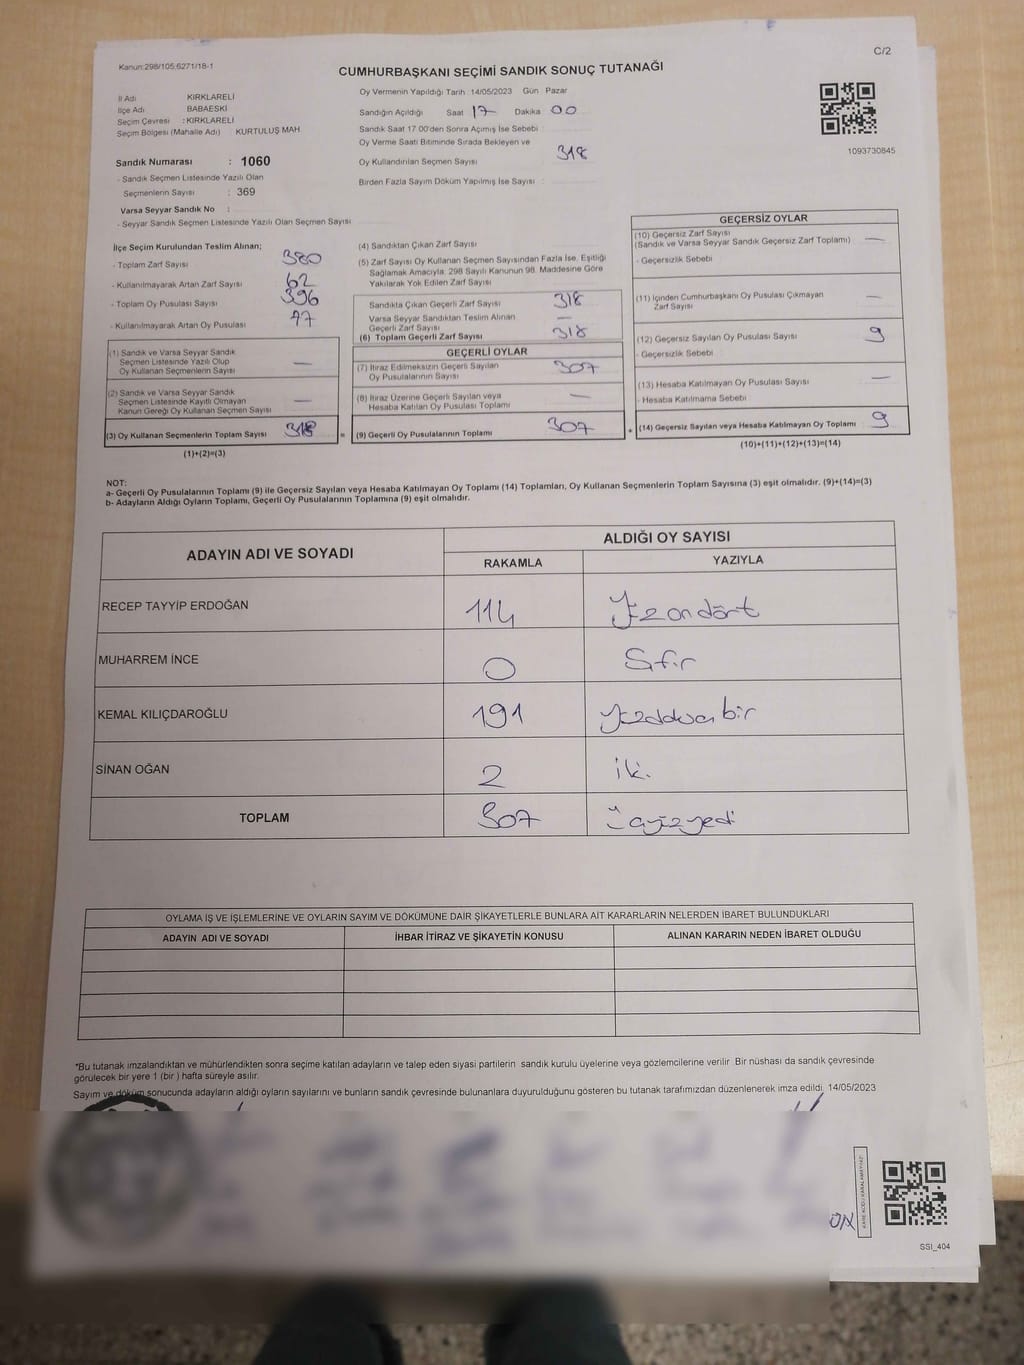 C/2
Kanun:298/105,6271/18-1
CUMHURBAŞKANI SEÇİMİ SANDIK SONUÇ TUTANAĞI
İl Adı KIRKLARELİ
İlçe Adı BABAESKİ
Seçim Çevresi : KIRKLARELİ
Seçim Bölgesi (Mahalle Adı) KURTULUŞ MAH.
Sandık Numarası : 1060
- Sandık Seçmen Listesinde Yazılı Olan
Seçmenlerin Sayısı : 369
Varsa Seyyar Sandık No :
- Seyyar Sandık Seçmen Listesinde Yazılı Olan Seçmen Sayısı
Oy Vermenin Yapıldığı Tarih :14/05/2023 Gün Pazar
Sandığın Açıldığı Saat 17 Dakika 00
Sandık Saat 17.00'den Sonra Açımış İse Sebebi :
Oy Verme Saati Bitiminde Sırada Bekleyen ve
Oy Kullandırılan Seçmen Sayısı 318
Birden Fazla Sayım Döküm Yapılmış İse Sayısı :
1093730845
İlçe Seçim Kurulundan Teslim Alınan;
- Toplam Zarf Sayısı 380
- Kullanılmayarak Artan Zarf Sayısı 62
- Toplam Oy Pusulası Sayısı 396
- Kullanılmayarak Artan Oy Pusulası 77
(1) Sandık ve Varsa Seyyar Sandık
Seçmen Listesinde Yazılı Olup
Oy Kullanan Seçmenlerin Sayısı —
(2) Sandık ve Varsa Seyyar Sandık
Seçmen Listesinde Kayıtlı Olmayan
Kanun Gereği Oy Kullanan Seçmen Sayısı —
(3) Oy Kullanan Seçmenlerin Toplam Sayısı 318 =
(1)+(2)=(3)
(4) Sandıktan Çıkan Zarf Sayısı
(5) Zarf Sayısı Oy Kullanan Seçmen Sayısından Fazla İse, Eşitliği
Sağlamak Amacıyla, 298 Sayılı Kanunun 98. Maddesine Göre
Yakılarak Yok Edilen Zarf Sayısı
Sandıkta Çıkan Geçerli Zarf Sayısı 318
Varsa Seyyar Sandıktan Teslim Alınan
Geçerli Zarf Sayısı —
(6) Toplam Geçerli Zarf Sayısı 318
GEÇERLİ OYLAR
(7) İtiraz Edilmeksizin Geçerli Sayılan
Oy Pusulalarının Sayısı 307
(8) İtiraz Üzerine Geçerli Sayılan veya
Hesaba Katılan Oy Pusulası Toplamı —
(9) Geçerli Oy Pusulalarının Toplamı 307 +
GEÇERSİZ OYLAR
(10) Geçersiz Zarf Sayısı
(Sandık ve Varsa Seyyar Sandık Geçersiz Zarf Toplamı) —
- Geçersizlik Sebebi
(11) İçinden Cumhurbaşkanı Oy Pusulası Çıkmayan
Zarf Sayısı —
(12) Geçersiz Sayılan Oy Pusulası Sayısı 9
- Geçersizlik Sebebi
(13) Hesaba Katılmayan Oy Pusulası Sayısı —
- Hesaba Katılmama Sebebi
(14) Geçersiz Sayılan veya Hesaba Katılmayan Oy Toplamı 9
(10)+(11)+(12)+(13)=(14)
NOT:
a- Geçerli Oy Pusulalarının Toplamı (9) ile Geçersiz Sayılan veya Hesaba Katılmayan Oy Toplamı (14) Toplamları, Oy Kullanan Seçmenlerin Toplam Sayısına (3) eşit olmalıdır. (9)+(14)=(3)
b- Adayların Aldığı Oyların Toplamı, Geçerli Oy Pusulalarının Toplamına (9) eşit olmalıdır.
ADAYIN ADI VE SOYADI
ALDIĞI OY SAYISI
RAKAMLA YAZIYLA
RECEP TAYYİP ERDOĞAN 114 Yüzondört
MUHARREM İNCE 0 Sıfır
KEMAL KILIÇDAROĞLU 191 Yüzdoksanbir
SİNAN OĞAN 2 iki
TOPLAM 307 Üçyüzyedi
OYLAMA İŞ VE İŞLEMLERİNE VE OYLARIN SAYIM VE DÖKÜMÜNE DAİR ŞİKAYETLERLE BUNLARA AİT KARARLARIN NELERDEN İBARET BULUNDUKLARI
ADAYIN ADI VE SOYADI İHBAR İTİRAZ VE ŞİKAYETİN KONUSU ALINAN KARARIN NEDEN İBARET OLDUĞU
*Bu tutanak imzalandıktan ve mühürlendikten sonra seçime katılan adayların ve talep eden siyasi partilerin sandık kurulu üyelerine veya gözlemcilerine verilir. Bir nüshası da sandık çevresinde
görülecek bir yere 1 (bir ) hafta süreyle asılır.
Sayım ve döküm sonucunda adayların aldığı oyların sayılarını ve bunların sandık çevresinde bulunanlara duyurulduğunu gösteren bu tutanak tarafımızdan düzenlenerek imza edildi. 14/05/2023
KARE KODU KARALAMAYINIZ!
SSI_404